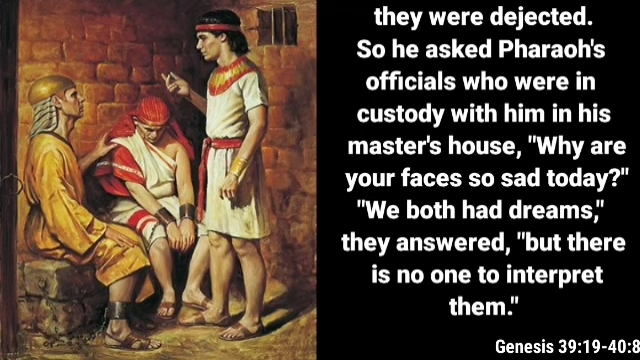 they were dejected.
So he asked Pharaoh's
officials who were in
custody with him in his
master's house, "Why are
your faces so sad today?"
"We both had dreams,"
they answered, "but there
is no one to interpret
them."
Genesis 39:19-40:8